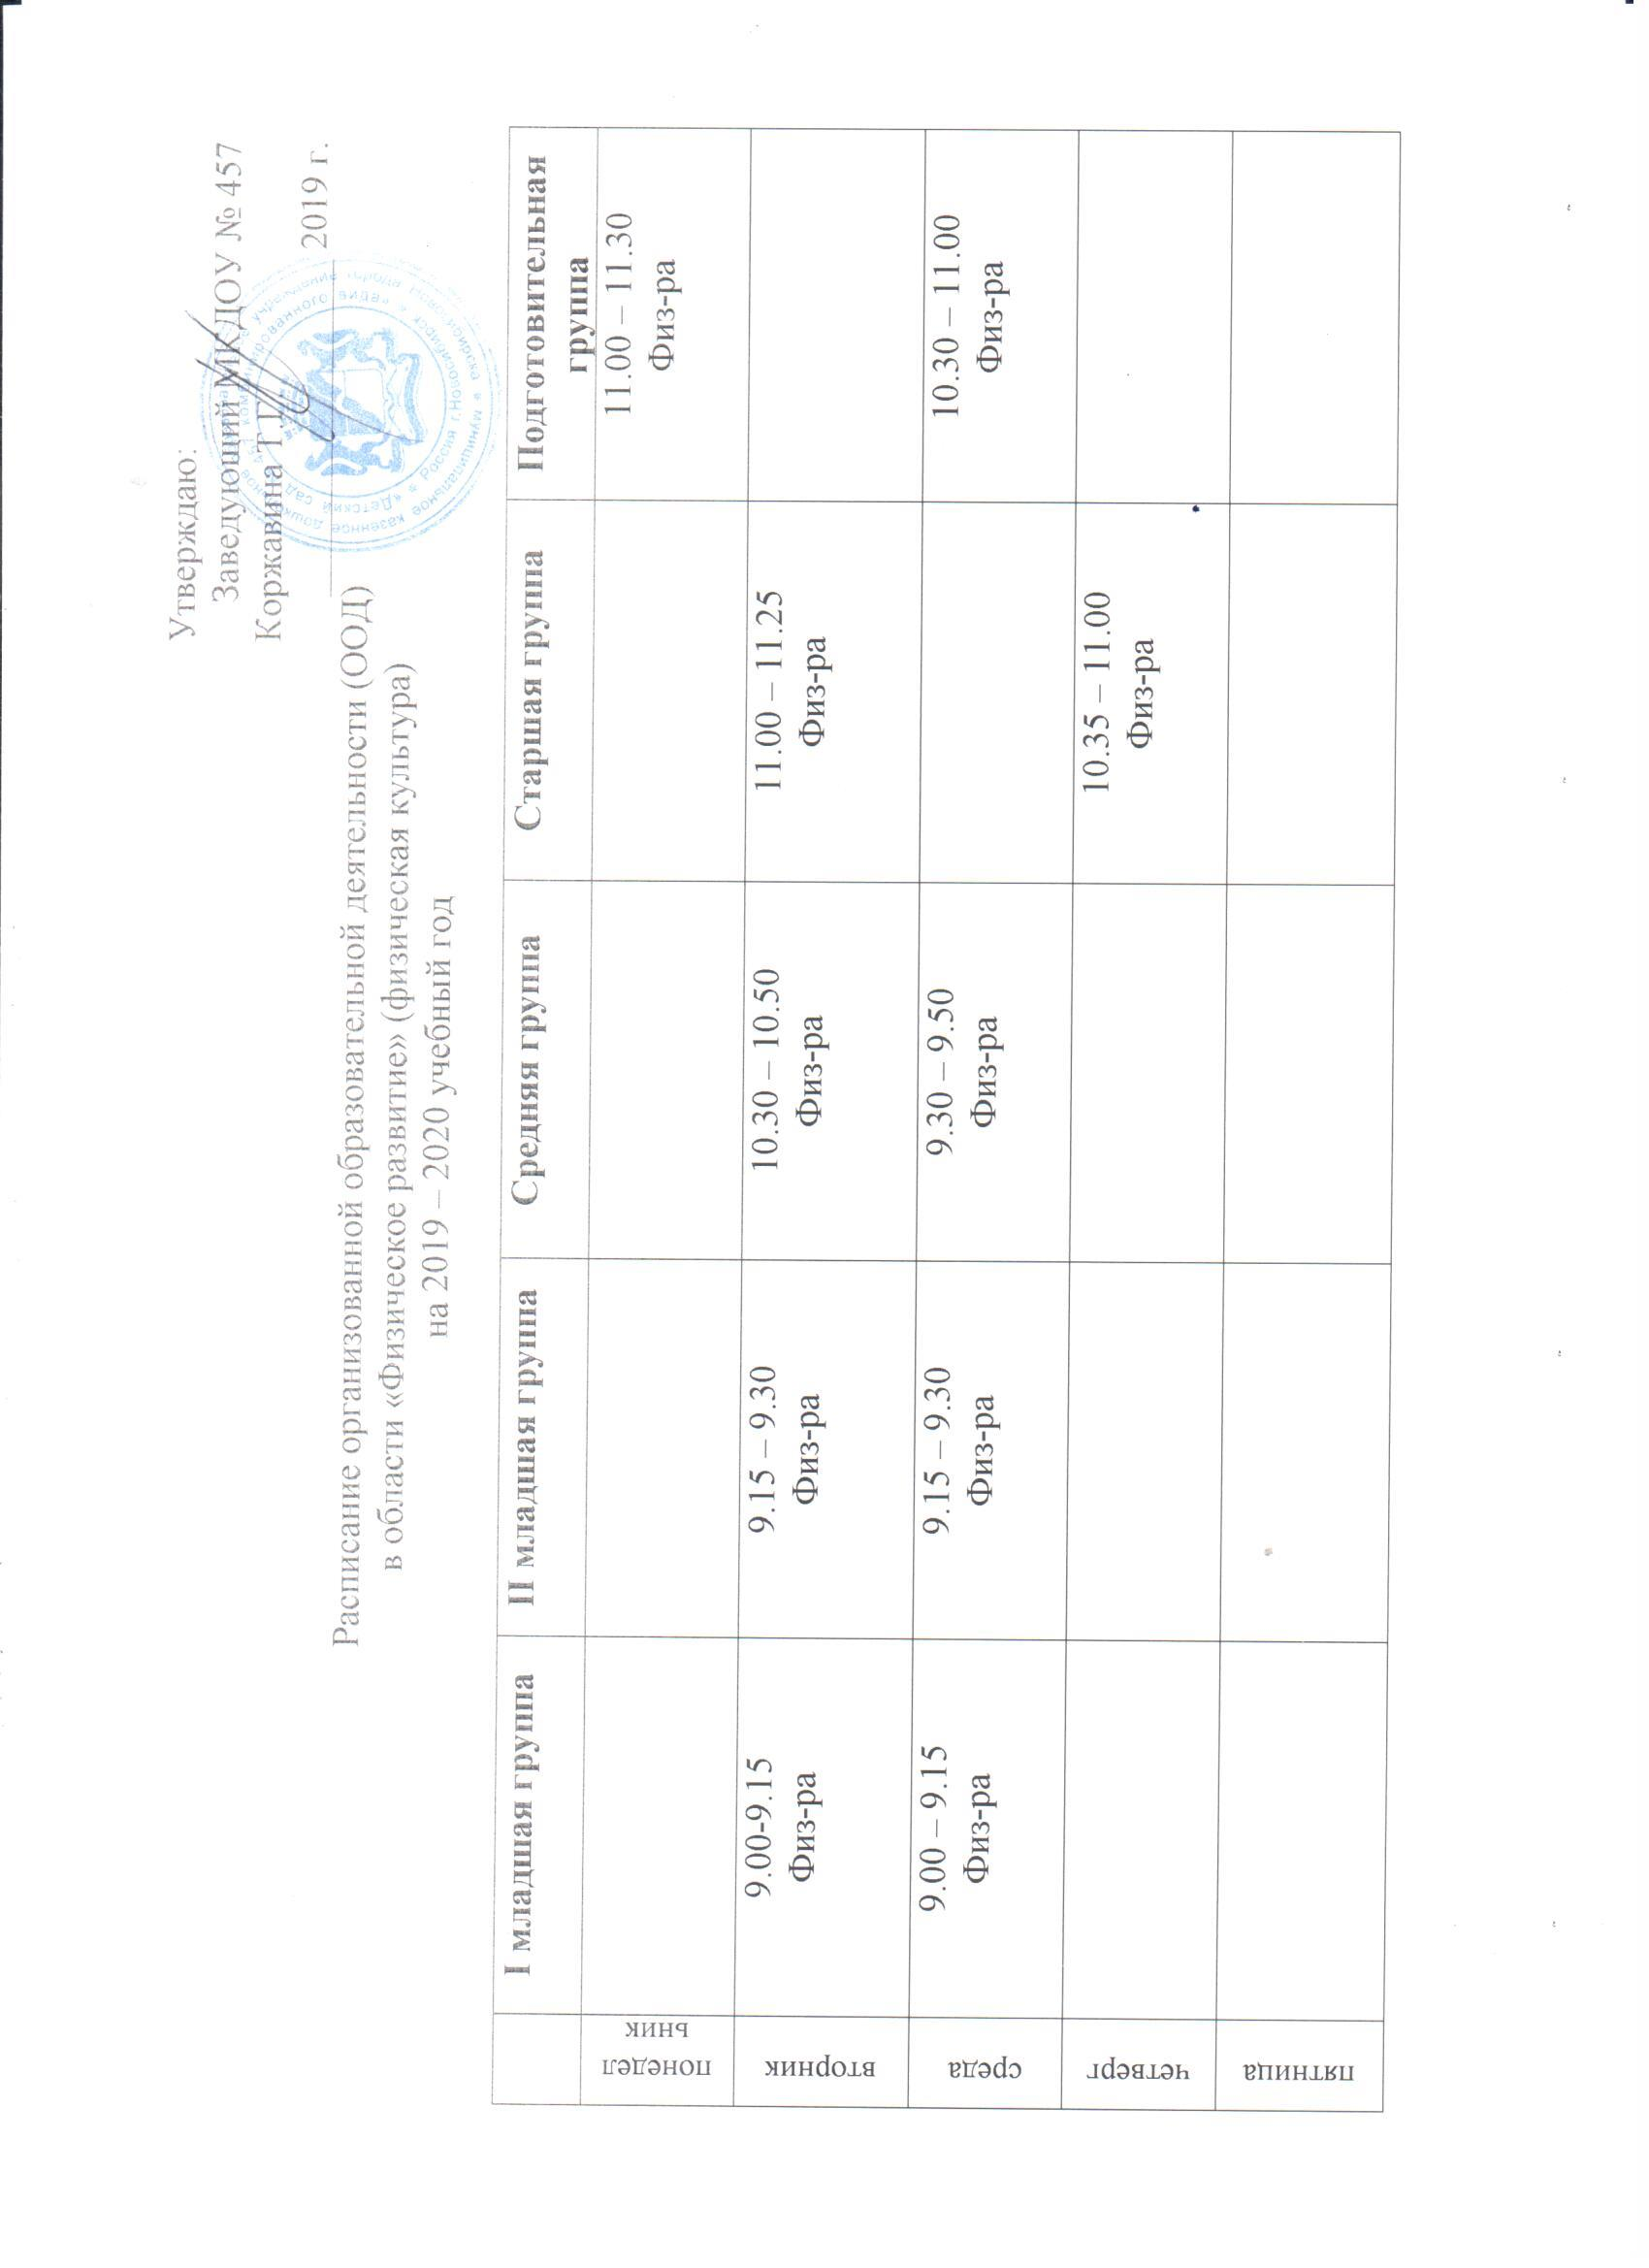 Утверждаю:
Заведующий МКДОУ № 457
Коржавина Т.Г.
2019 г.
Расписание организованной образовательной деятельности (ООД)
в области «Физическое развитие» (физическая культура)
на 2019 – 2020 учебный год
I младшая группа
II младшая группа
Средняя группа
Старшая группа
Подготовительная
группа
понедел
ьник
11.00 – 11.30
Физ-ра
вторник
9.00-9.15
Физ-ра
9.15 – 9.30
Физ-ра
10.30 – 10.50
Физ-ра
11.00 – 11.25
Физ-ра
среда
9.00 – 9.15
Физ-ра
9.15 – 9.30
Физ-ра
9.30 – 9.50
Физ-ра
10.30 – 11.00
Физ-ра
четверг
10.35 – 11.00
Физ-ра
пятница